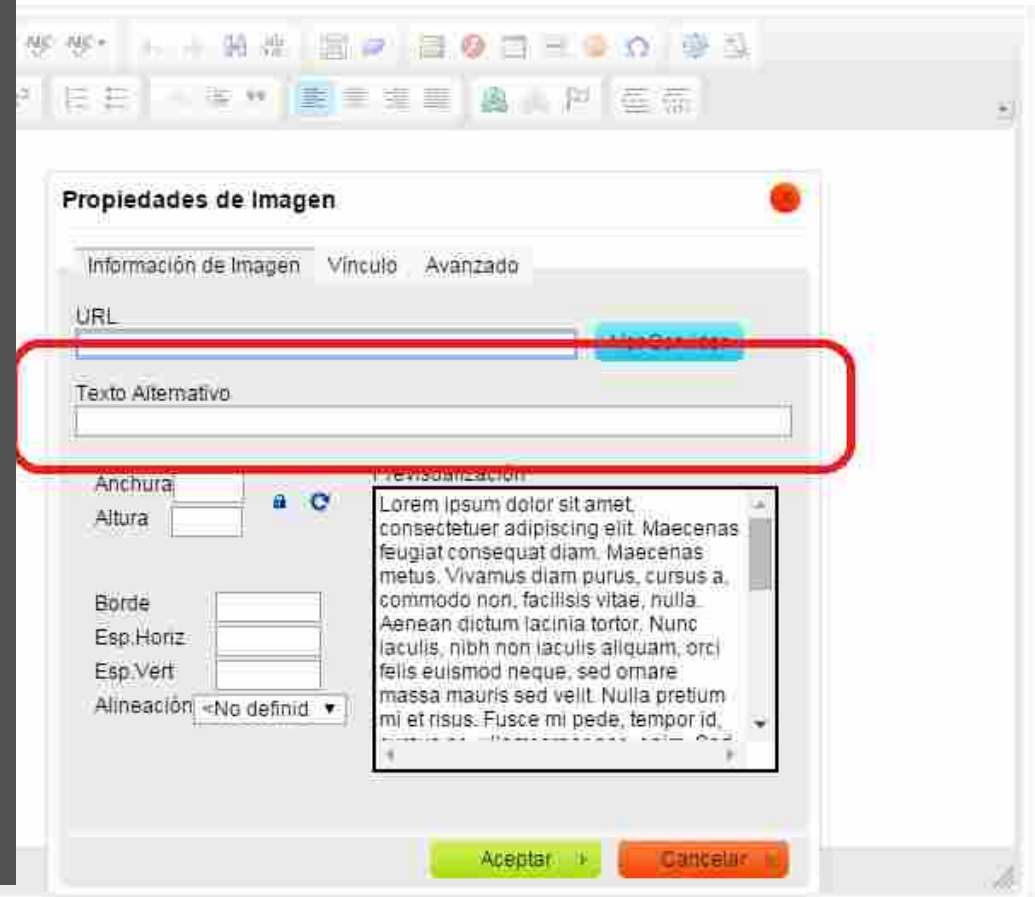 Propiedades de Imagen
Información de Imagen Vínculo Avanzado
URL
Texto Alternativo
Anchura
Altura
Previsualización
Lorem ipsum dolor sit amet,
consectetuer adipiscing elit. Maecenas
feugiat consequat diam. Maecenas
metus. Vivamus diam purus, cursus a,
commodo non, facilisis vitae, nulla.
Aenean dictum lacinia tortor. Nunc
iaculis, nibh non iaculis aliquam, orci
felis euismod neque, sed ornare
massa mauris sed velit. Nulla pretium
mi et risus. Fusce mi pede, tempor id,
Borde
Esp.Horiz
Esp.Vert
Alineación <No definid
Aceptar
Cancelar